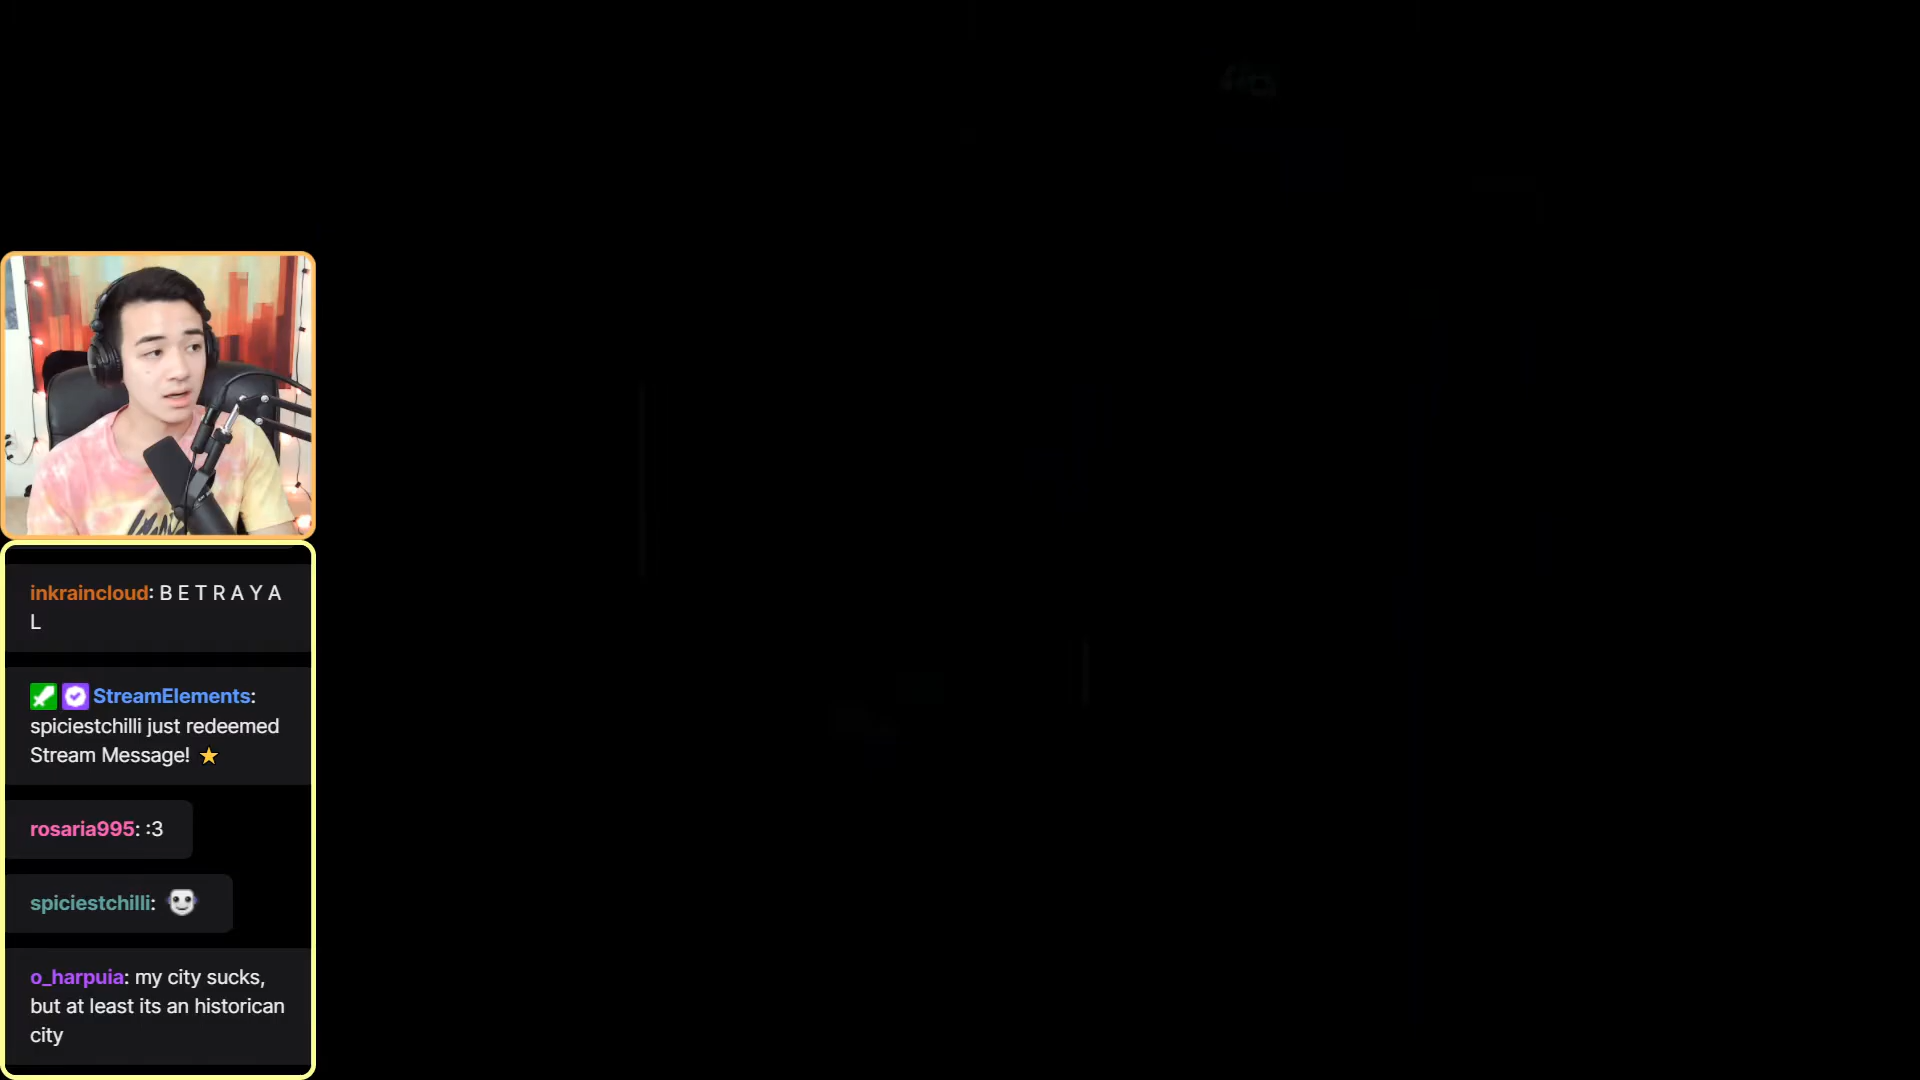 inkraincloud: B E T R A Y A
L
StreamElements:
spiciestchilli just redeemed
Stream Message!
rosaria995: :3
spiciestchilli:
o_harpuia: my city sucks,
but at least its an historican
city